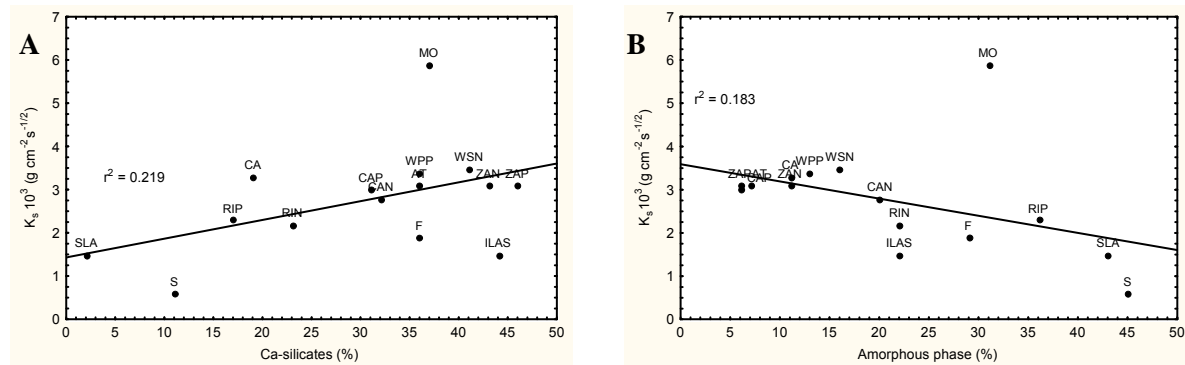 A
7
6
5
4
3
2
1
0
K_s 10^3 (g cm^-2 s^-1/2)
r^2 = 0.219
MO
CA
WPP
WSN
CAP
AT
ZAN ZAP
CAN
RIP
RIN
F
SLA
ILAS
S
0 5 10 15 20 25 30 35 40 45 50
Ca-silicates (%)
B
7
6
5
4
3
2
1
0
K_s 10^3 (g cm^-2 s^-1/2)
r^2 = 0.183
MO
CA WPP WSN
ZAP AT CAP ZAN
CAN
RIN
RIP
F
ILAS
SLA
S
0 5 10 15 20 25 30 35 40 45 50
Amorphous phase (%)